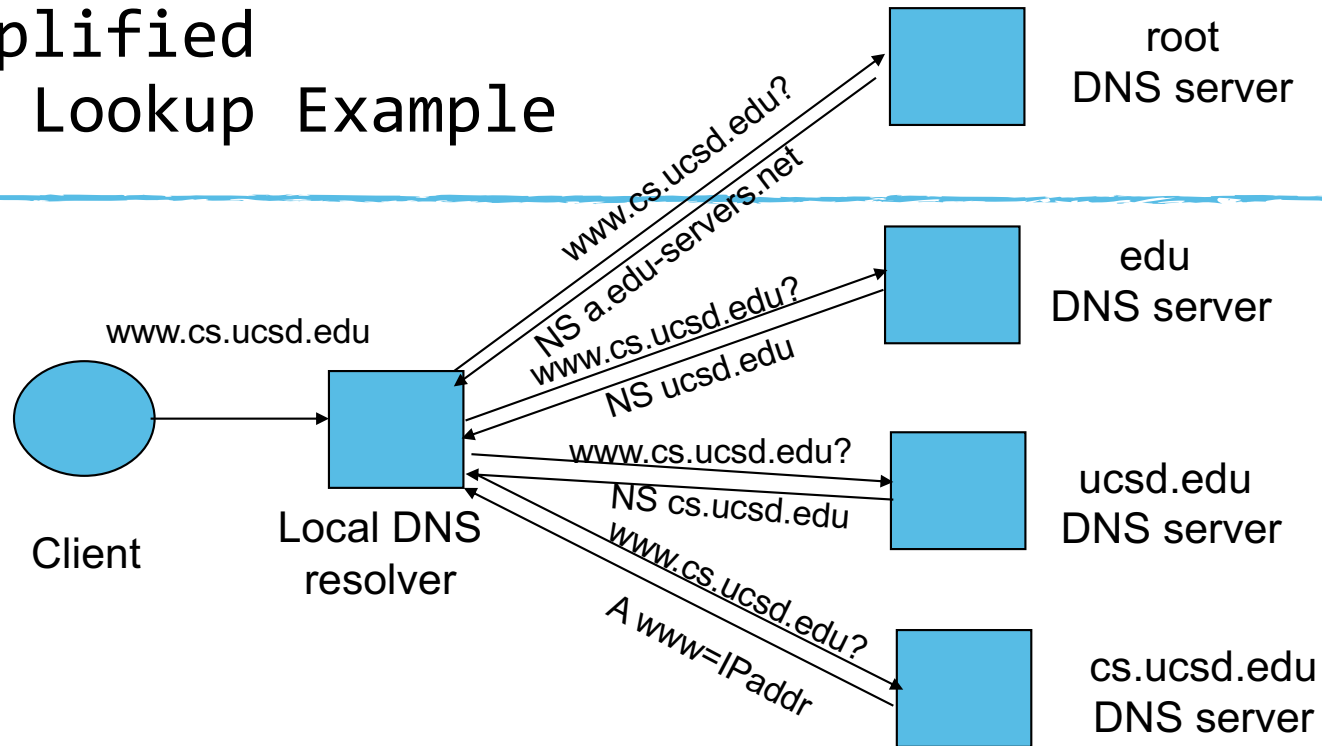 plified
Lookup Example
root
DNS server
www.cs.ucsd.edu?
NS a.edu-servers.net
edu
DNS server
www.cs.ucsd.edu?
NS ucsd.edu
www.cs.ucsd.edu
Client
Local DNS
resolver
www.cs.ucsd.edu?
NS cs.ucsd.edu
ucsd.edu
DNS server
www.cs.ucsd.edu?
A www=IPaddr
cs.ucsd.edu
DNS server